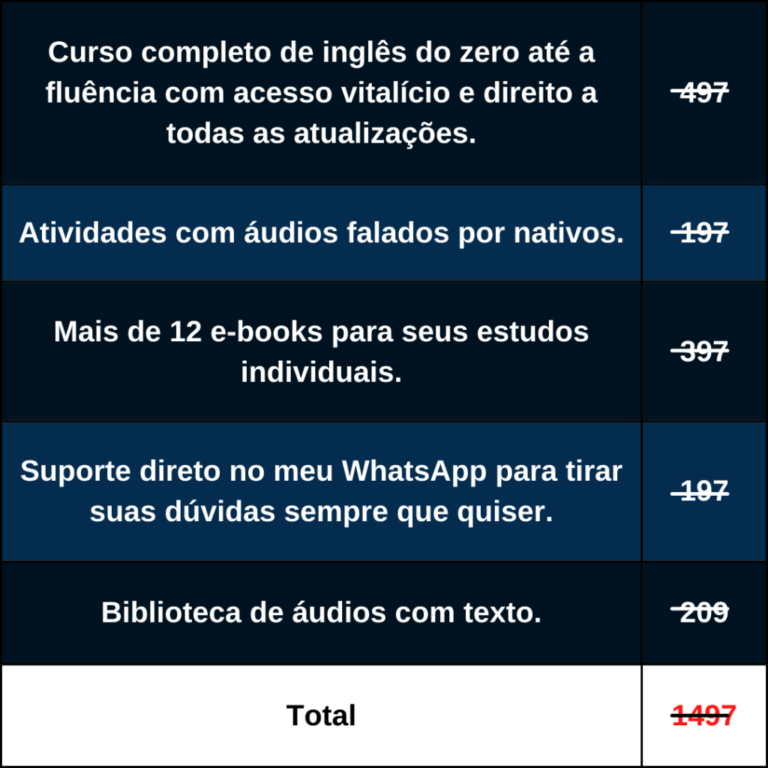 Curso completo de inglês do zero até a
fluência com acesso vitalício e direito a
todas as atualizações.
497
Atividades com áudios falados por nativos.
197
Mais de 12 e-books para seus estudos
individuais.
397
Suporte direto no meu WhatsApp para tirar
suas dúvidas sempre que quiser.
197
Biblioteca de áudios com texto.
209
Total
1497